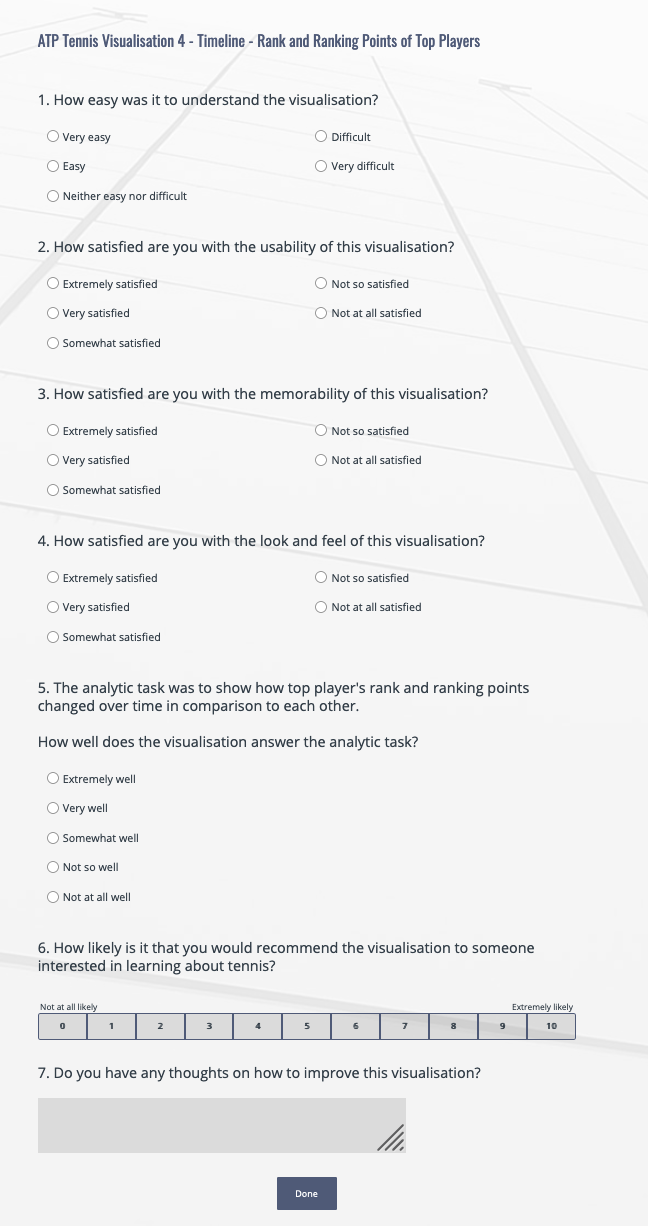 ATP Tennis Visualisation 4 - Timeline - Rank and Ranking Points of Top Players
1. How easy was it to understand the visualisation?
Very easy
Easy
Neither easy nor difficult
Difficult
Very difficult
2. How satisfied are you with the usability of this visualisation?
Extremely satisfied
Very satisfied
Somewhat satisfied
Not so satisfied
Not at all satisfied
3. How satisfied are you with the memorability of this visualisation?
Extremely satisfied
Very satisfied
Somewhat satisfied
Not so satisfied
Not at all satisfied
4. How satisfied are you with the look and feel of this visualisation?
Extremely satisfied
Very satisfied
Somewhat satisfied
Not so satisfied
Not at all satisfied
5. The analytic task was to show how top player's rank and ranking points
changed over time in comparison to each other.
How well does the visualisation answer the analytic task?
Extremely well
Very well
Somewhat well
Not so well
Not at all well
6. How likely is it that you would recommend the visualisation to someone
interested in learning about tennis?
Not at all likely Extremely likely
0 1 2 3 4 5 6 7 8 9 10
7. Do you have any thoughts on how to improve this visualisation?
Done